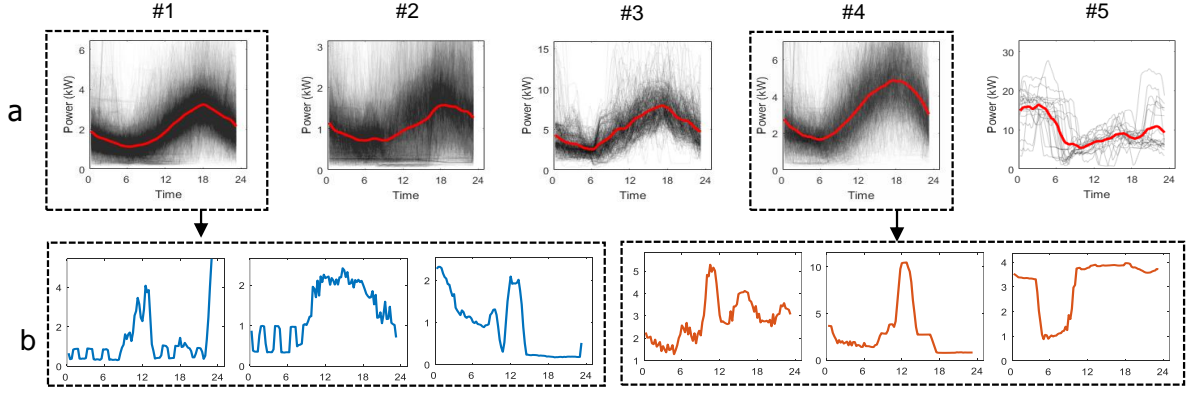 #1 #2 #3 #4 #5
a
Power (kW) Power (kW) Power (kW) Power (kW) Power (kW)
6 3 15 6 30
4 2 10 4 20
2 1 5 2 10
0 0 0 0 0
0 6 12 18 24 0 6 12 18 24 0 6 12 18 24 0 6 12 18 24 0 6 12 18 24
Time Time Time Time Time
b
4 2 0
2 1 0
2 1 0
5 4 3 2 1
10 5 0
4 3 2 1 0
0 6 12 18 24 0 6 12 18 24 0 6 12 18 24 0 6 12 18 24 0 6 12 18 24 0 6 12 18 24